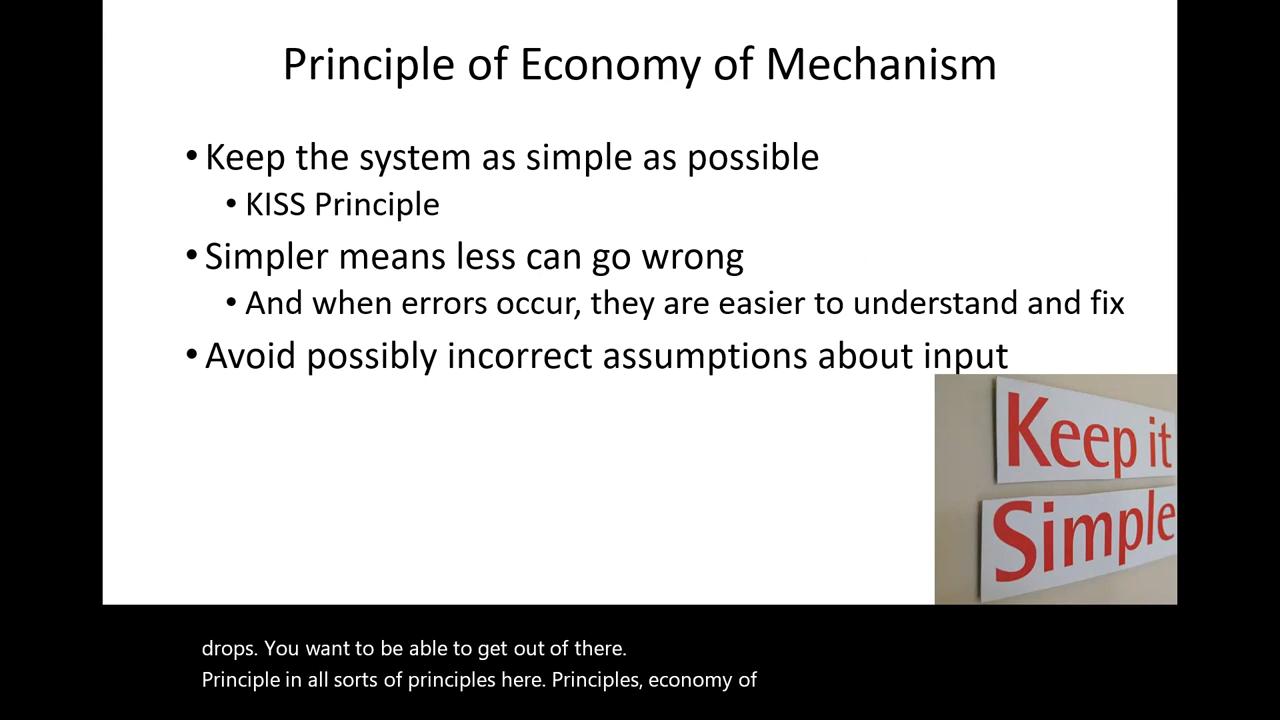 Principle of Economy of Mechanism
• Keep the system as simple as possible
• KISS Principle
• Simpler means less can go wrong
• And when errors occur, they are easier to understand and fix
• Avoid possibly incorrect assumptions about input
Keep it
Simple
drops. You want to be able to get out of there.
Principle in all sorts of principles here. Principles, economy of